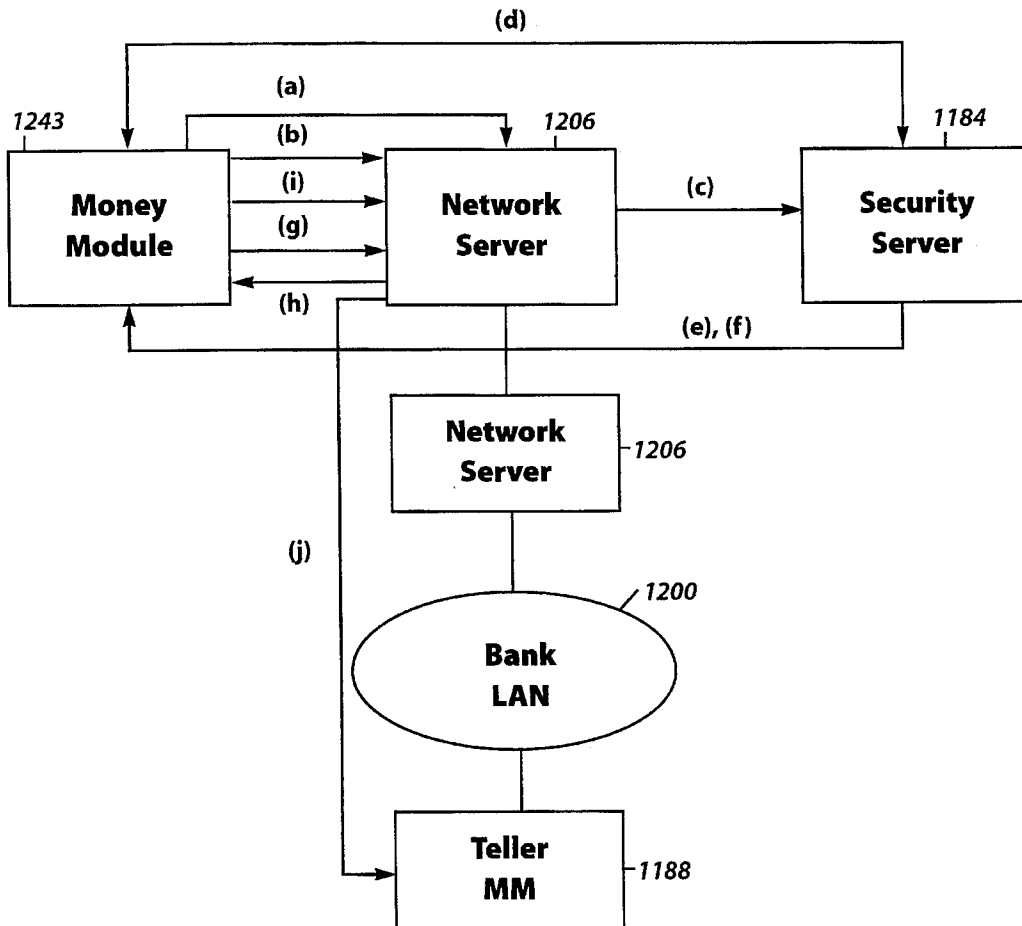 (d)
(a)
1243
1206
1184
(b)
(i)
(g)
(h)
(c)
Money
Module
Network
Server
Security
Server
(e), (f)
Network
Server
1206
(j)
1200
Bank
LAN
Teller
MM
1188